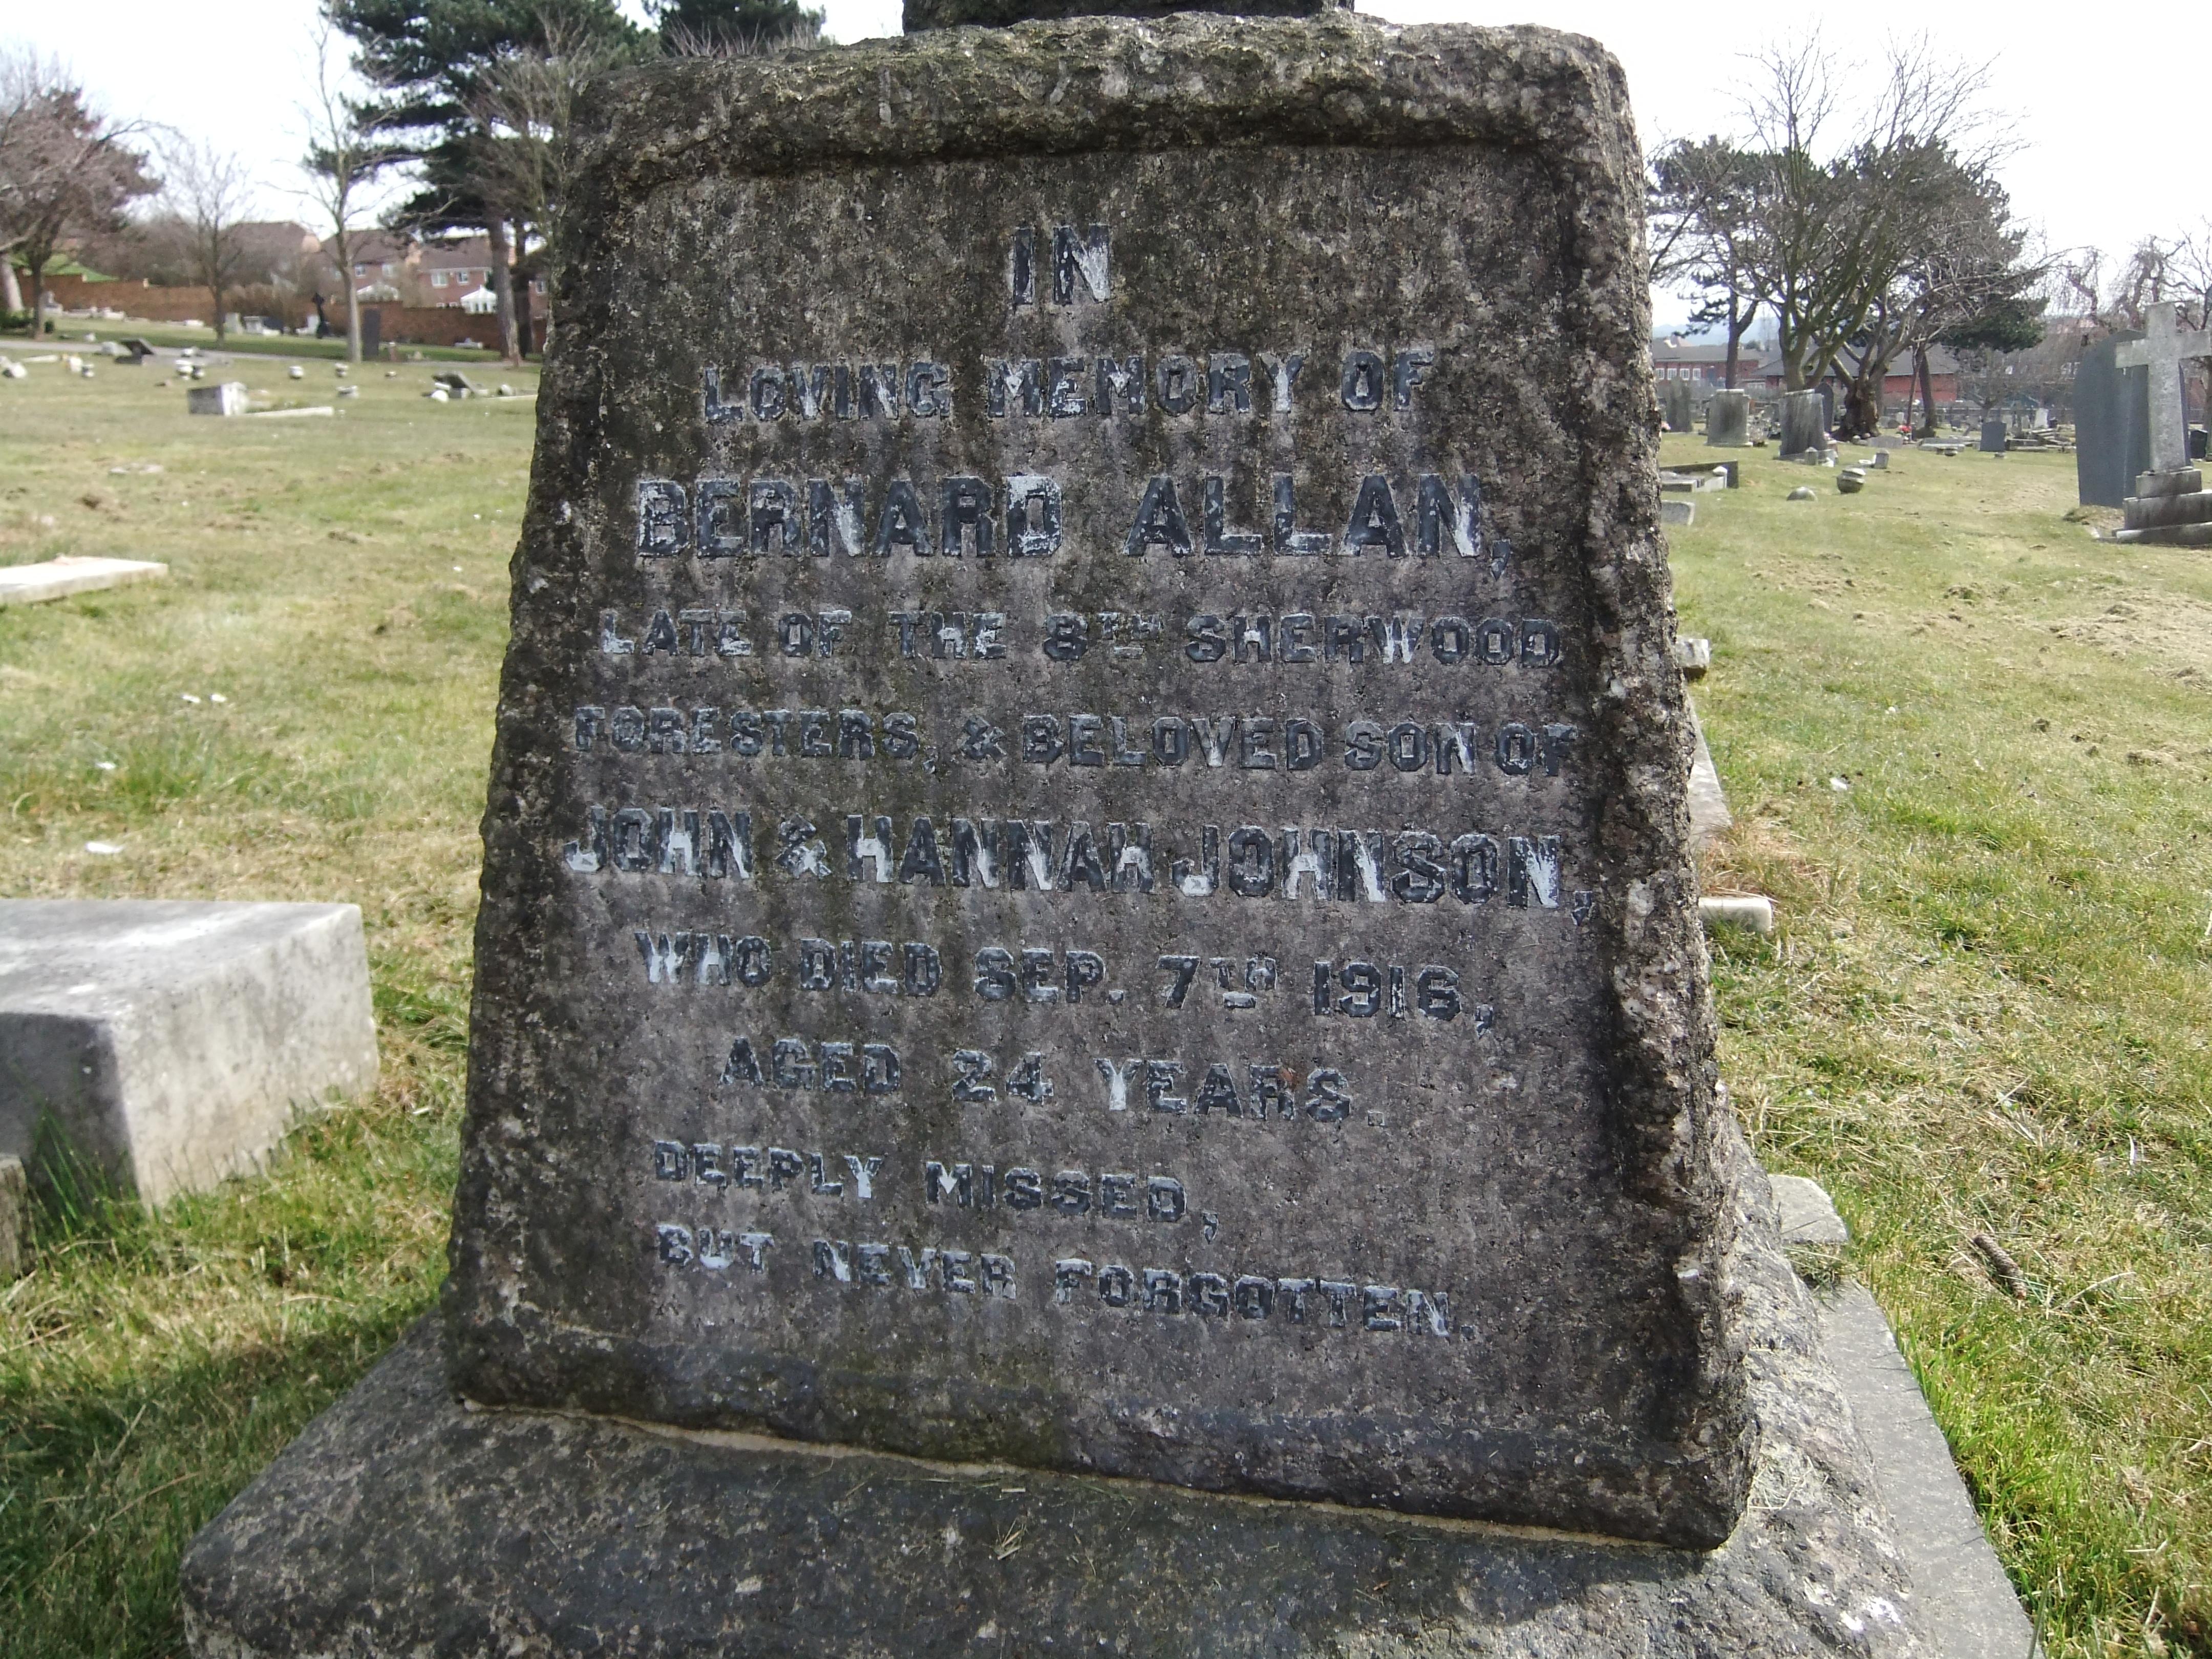 IN
LOVING MEMORY OF
BERNARD ALLAN,
LATE OF THE 8TH SHERWOOD
FORESTERS, & BELOVED SON OF
JOHN & HANNAH JOHNSON,
WHO DIED SEP. 7TH 1916,
AGED 24 YEARS.
DEEPLY MISSED,
BUT NEVER FORGOTTEN.